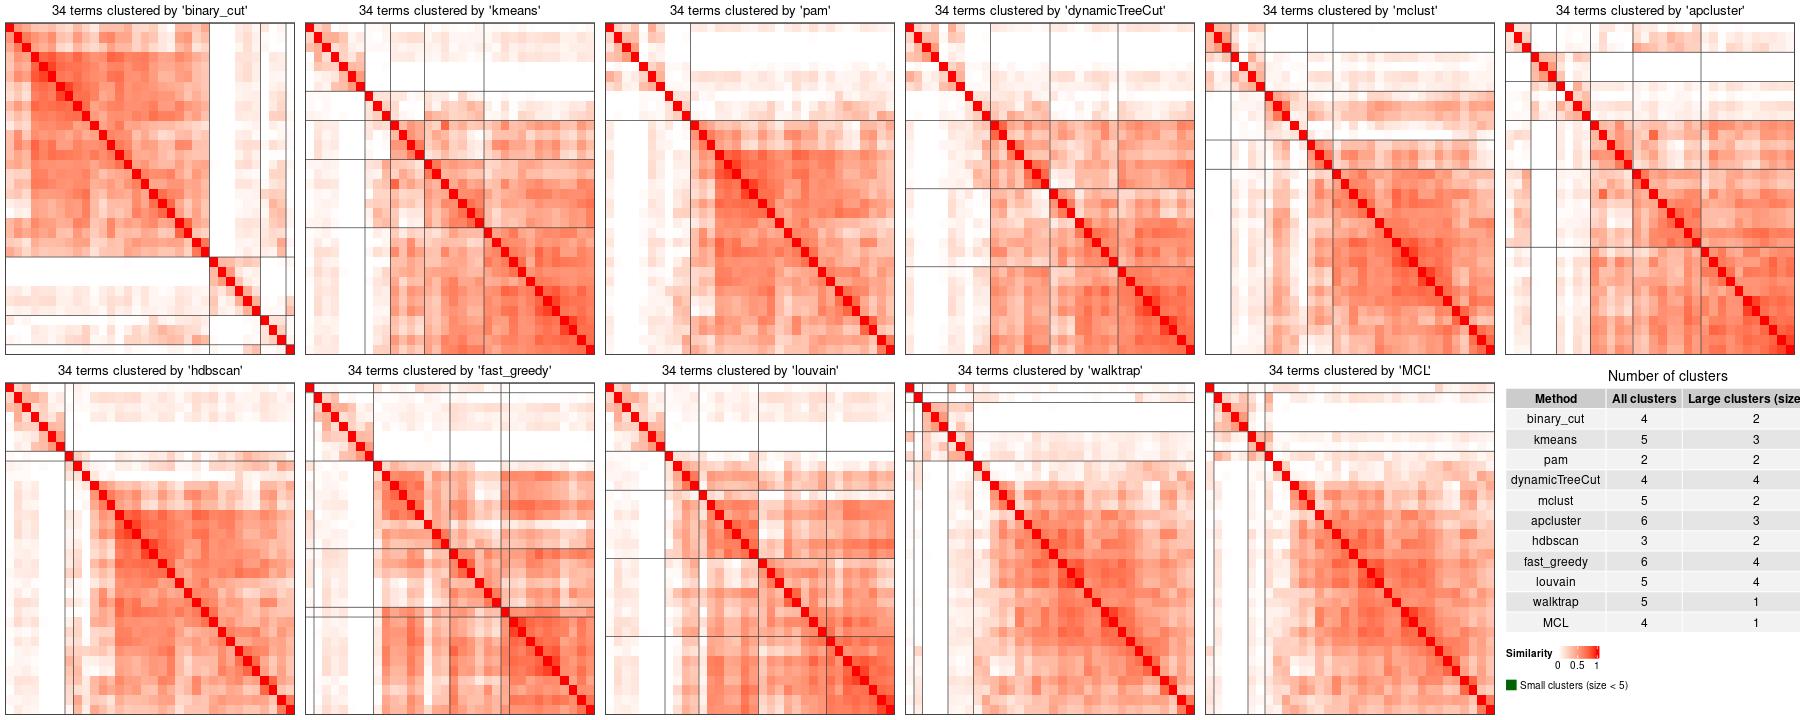 34 terms clustered by 'binary_cut'
34 terms clustered by 'kmeans'
34 terms clustered by 'pam'
34 terms clustered by 'dynamicTreeCut'
34 terms clustered by 'mclust'
34 terms clustered by 'apcluster'
34 terms clustered by 'hdbscan'
34 terms clustered by 'fast_greedy'
34 terms clustered by 'louvain'
34 terms clustered by 'walktrap'
34 terms clustered by 'MCL'
Number of clusters
Method All clusters Large clusters (size
binary_cut 4 2
kmeans 5 3
pam 2 2
dynamicTreeCut 4 4
mclust 5 2
apcluster 6 3
hdbscan 3 2
fast_greedy 6 4
louvain 5 4
walktrap 5 1
MCL 4 1
Similarity
0 0.5 1
Small clusters (size < 5)